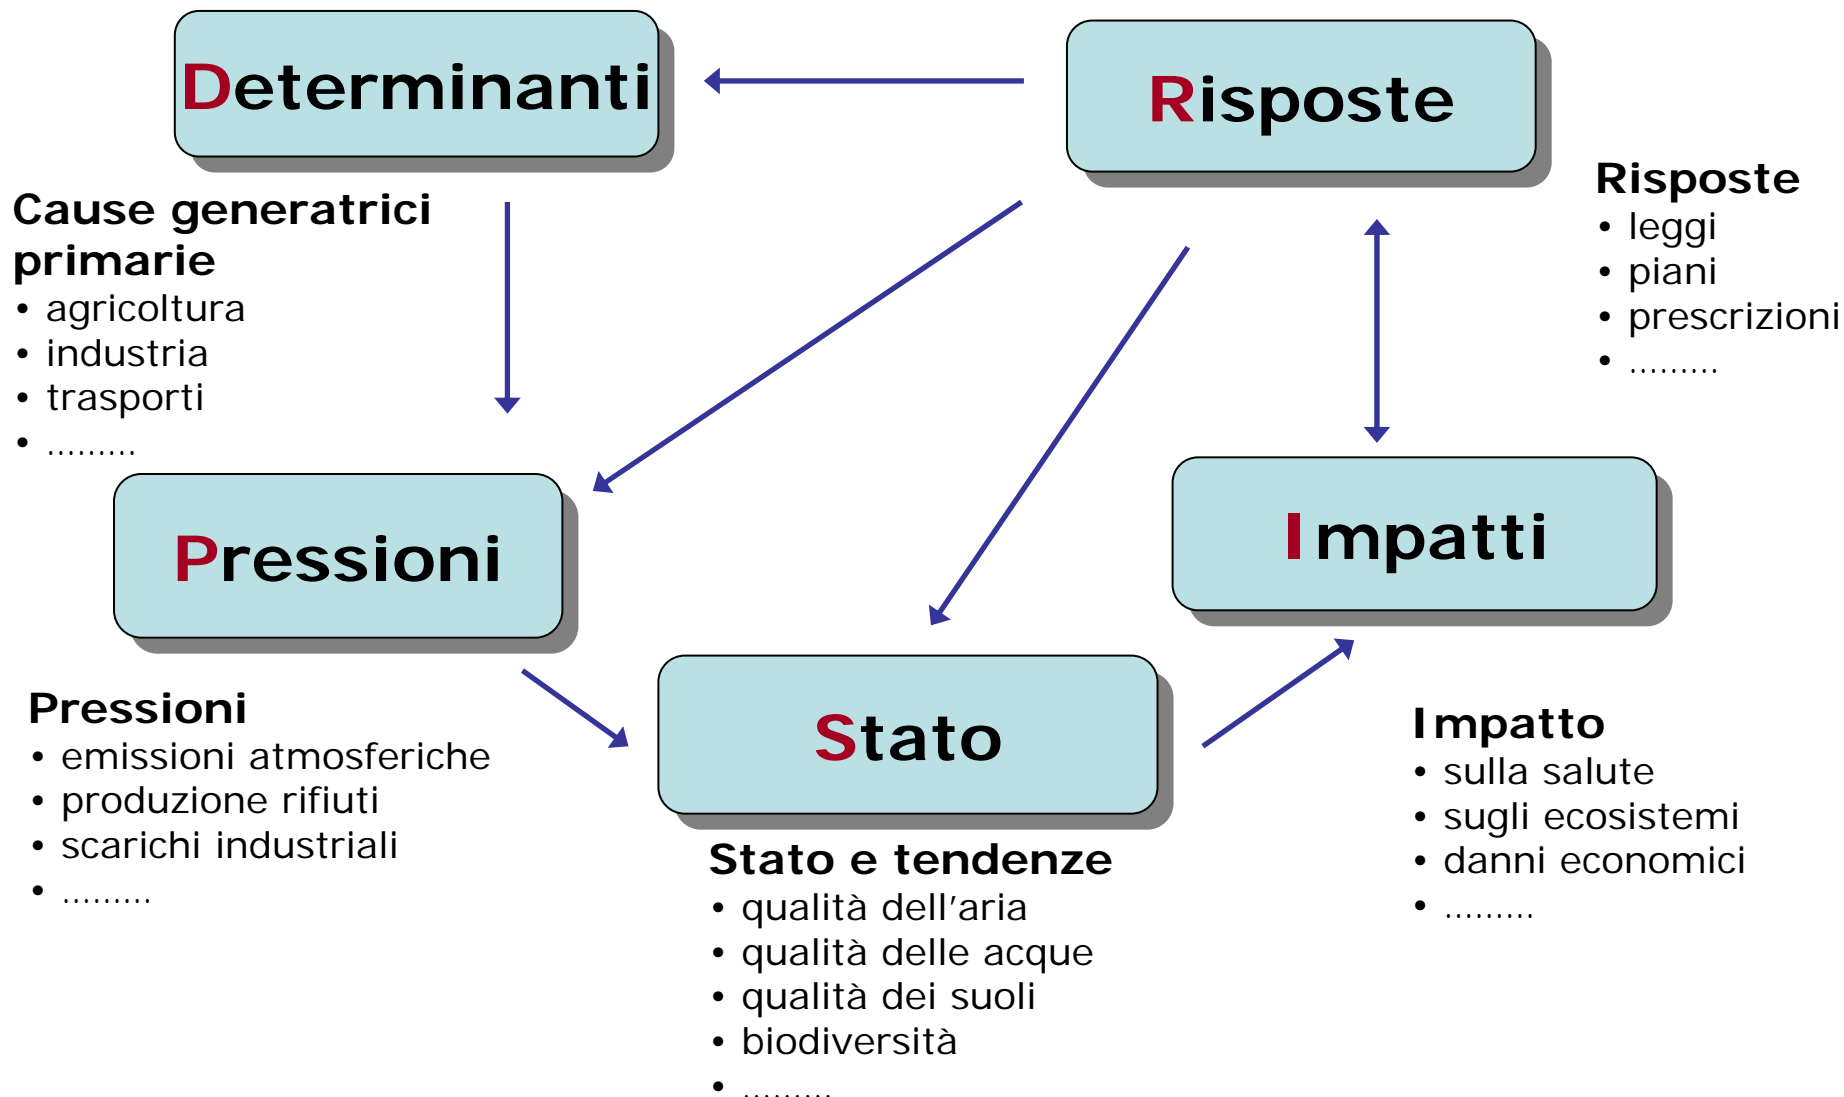 Determinanti
Risposte
Cause generatrici
primarie
• agricoltura
• industria
• trasporti
• .........
Risposte
• leggi
• piani
• prescrizioni
• .........
Pressioni
Impatti
Pressioni
• emissioni atmosferiche
• produzione rifiuti
• scarichi industriali
• .........
Stato
Stato e tendenze
• qualità dell'aria
• qualità delle acque
• qualità dei suoli
• biodiversità
• .........
Impatto
• sulla salute
• sugli ecosistemi
• danni economici
• .........